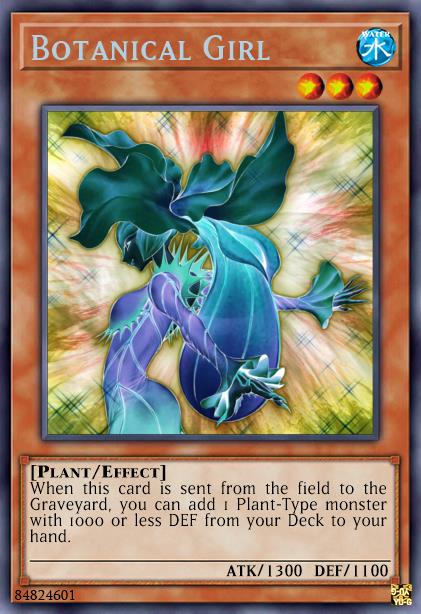 BOTANICAL GIRL
WATER
水
[PLANT/EFFECT]
When this card is sent from the field to the
Graveyard, you can add 1 Plant-Type monster
with 1000 or less DEF from your Deck to your
hand.
ATK/1300 DEF/1100
84824601